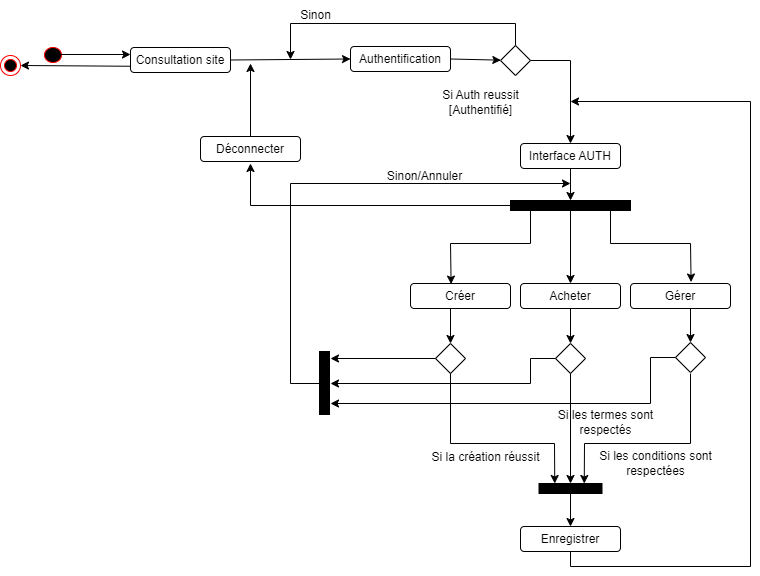 Sinon
Consultation site
Authentification
Si Auth reussit
[Authentifié]
Déconnecter
Interface AUTH
Sinon/Annuler
Créer
Acheter
Gérer
Si les termes sont
respectés
Si la création réussit
Si les conditions sont
respectées
Enregistrer